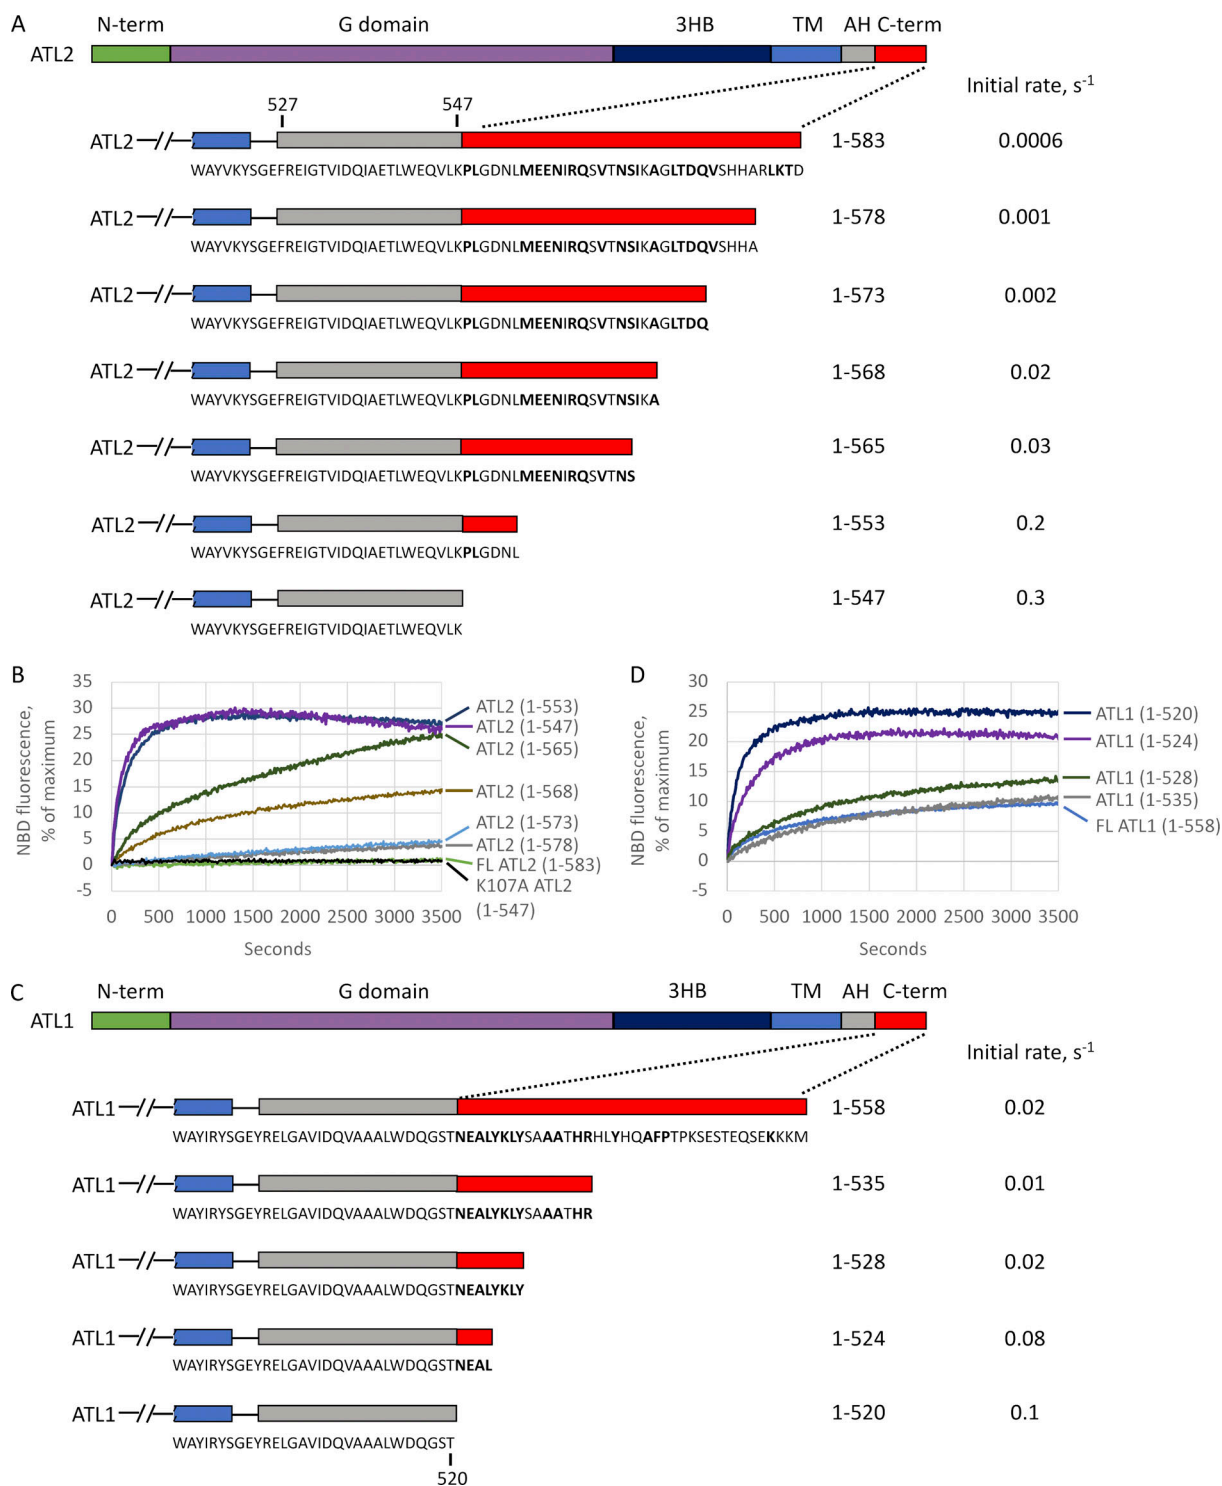 A
N-term G domain 3HB TM AH C-term
ATL2
Initial rate, s⁻¹
527 547
ATL2 1-583 0.0006
WAYVKYSGEFREIGTVIDQIAETLWEQVLKPLGDNLMEENIRQSVTNSIKAGLTDQVSHHARLKTD
ATL2 1-578 0.001
WAYVKYSGEFREIGTVIDQIAETLWEQVLKPLGDNLMEENIRQSVTNSIKAGLTDQVSHHA
ATL2 1-573 0.002
WAYVKYSGEFREIGTVIDQIAETLWEQVLKPLGDNLMEENIRQSVTNSIKAGLTDQ
ATL2 1-568 0.02
WAYVKYSGEFREIGTVIDQIAETLWEQVLKPLGDNLMEENIRQSVTNSIKA
ATL2 1-565 0.03
WAYVKYSGEFREIGTVIDQIAETLWEQVLKPLGDNLMEENIRQSVTNS
ATL2 1-553 0.2
WAYVKYSGEFREIGTVIDQIAETLWEQVLKPLGDNL
ATL2 1-547 0.3
WAYVKYSGEFREIGTVIDQIAETLWEQVLK
B
NBD fluorescence,
% of maximum
35
30
25
20
15
10
5
0
-5
0 500 1000 1500 2000 2500 3000 3500
Seconds
ATL2 (1-553)
ATL2 (1-547)
ATL2 (1-565)
ATL2 (1-568)
ATL2 (1-573)
ATL2 (1-578)
FL ATL2 (1-583)
K107A ATL2
(1-547)
D
NBD fluorescence,
% of maximum
30
25
20
15
10
5
0
-5
0 500 1000 1500 2000 2500 3000 3500
Seconds
ATL1 (1-520)
ATL1 (1-524)
ATL1 (1-528)
ATL1 (1-535)
FL ATL1 (1-558)
C
N-term G domain 3HB TM AH C-term
ATL1
Initial rate, s⁻¹
ATL1 1-558 0.02
WAYIRYSGEYRELGAVIDQVAAALWDQGSTNEALYKLYSAAATHRHLYHQAFPTPKSESTEQSEKKKM
ATL1 1-535 0.01
WAYIRYSGEYRELGAVIDQVAAALWDQGSTNEALYKLYSAAATHR
ATL1 1-528 0.02
WAYIRYSGEYRELGAVIDQVAAALWDQGSTNEALYKLY
ATL1 1-524 0.08
WAYIRYSGEYRELGAVIDQVAAALWDQGSTNEAL
ATL1 1-520 0.1
WAYIRYSGEYRELGAVIDQVAAALWDQGST
520